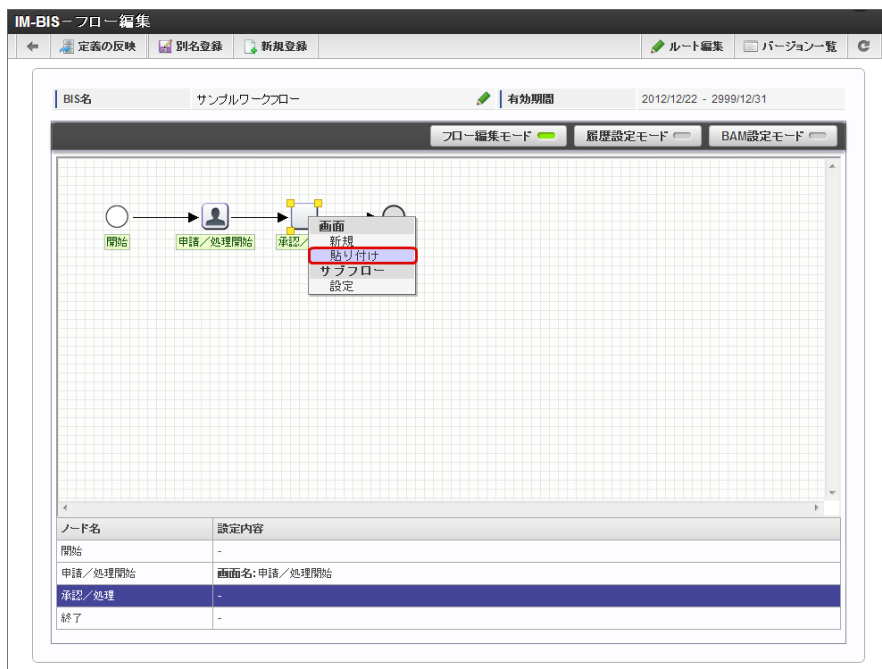 IM-BIS－フロー編集
定義の反映 別名登録 新規登録 ルート編集 バージョン一覧
BIS名 サンプルワークフロー 有効期間 2012/12/22 - 2999/12/31
フロー編集モード 履歴設定モード BAM設定モード
開始 申請／処理開始 承認／
画面
新規
貼り付け
サブフロー
設定
ノード名 設定内容
開始 -
申請／処理開始 画面名:申請／処理開始
承認／処理 -
終了 -